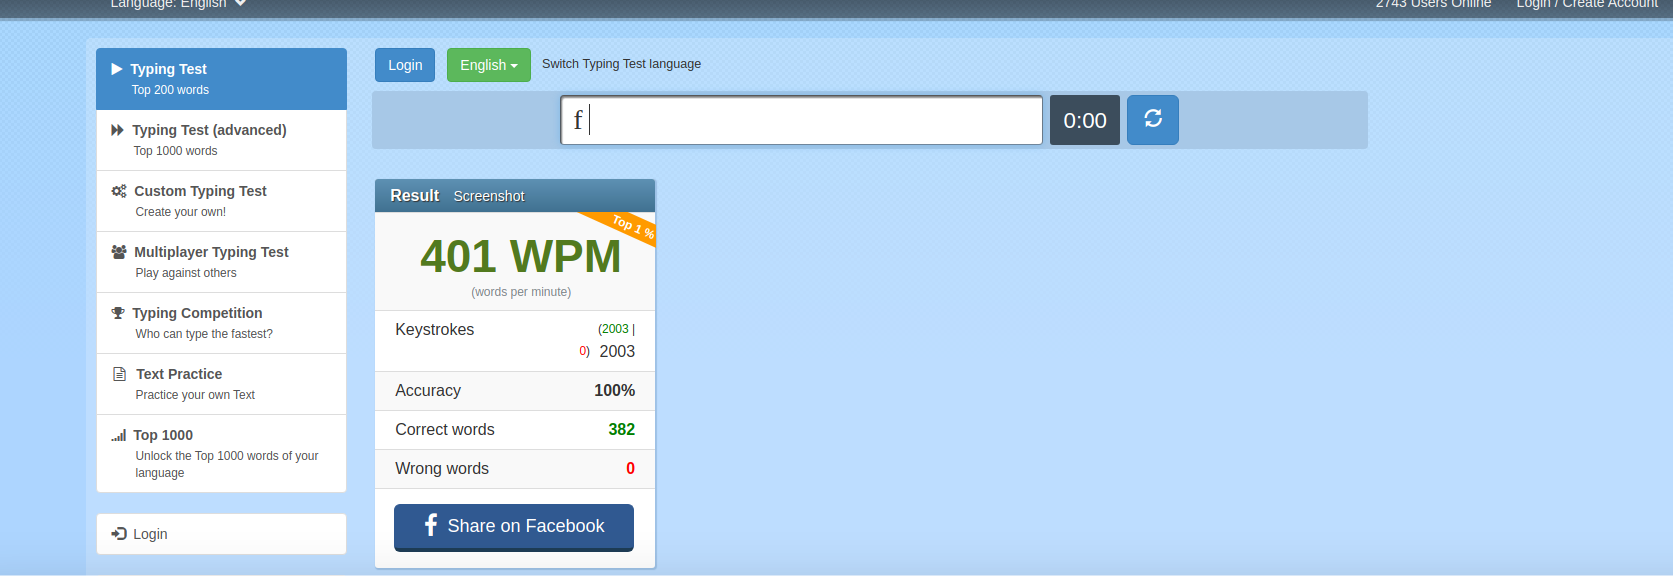 Language: English
2743 Users Online
Login / Create Account
Typing Test
Top 200 words
Typing Test (advanced)
Top 1000 words
Custom Typing Test
Create your own!
Multiplayer Typing Test
Play against others
Typing Competition
Who can type the fastest?
Text Practice
Practice your own Text
Top 1000
Unlock the Top 1000 words of your
language
Login
Login
English
Switch Typing Test language
f
0:00
Result Screenshot
Top 1 %
401 WPM
(words per minute)
Keystrokes (2003 |
0) 2003
Accuracy 100%
Correct words 382
Wrong words 0
f Share on Facebook